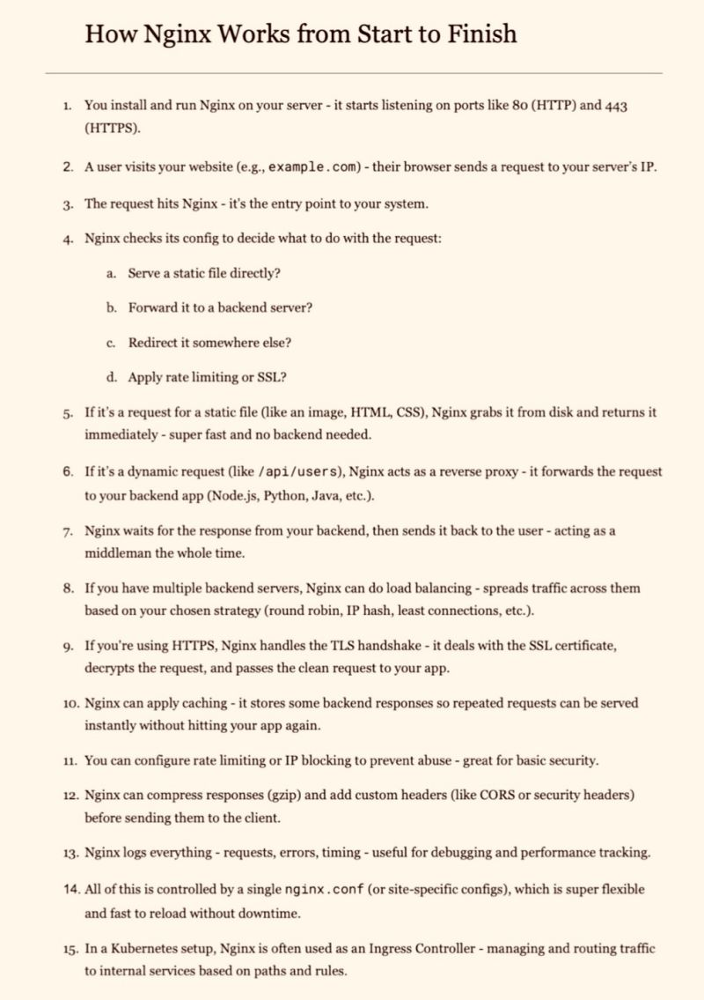 How Nginx Works from Start to Finish
1. You install and run Nginx on your server - it starts listening on ports like 80 (HTTP) and 443
(HTTPS).
2. A user visits your website (e.g., example.com) - their browser sends a request to your server's IP.
3. The request hits Nginx - it's the entry point to your system.
4. Nginx checks its config to decide what to do with the request:
a. Serve a static file directly?
b. Forward it to a backend server?
c. Redirect it somewhere else?
d. Apply rate limiting or SSL?
5. If it's a request for a static file (like an image, HTML, CSS), Nginx grabs it from disk and returns it
immediately - super fast and no backend needed.
6. If it's a dynamic request (like /api/users), Nginx acts as a reverse proxy - it forwards the request
to your backend app (Node.js, Python, Java, etc.).
7. Nginx waits for the response from your backend, then sends it back to the user - acting as a
middleman the whole time.
8. If you have multiple backend servers, Nginx can do load balancing - spreads traffic across them
based on your chosen strategy (round robin, IP hash, least connections, etc.).
9. If you're using HTTPS, Nginx handles the TLS handshake - it deals with the SSL certificate,
decrypts the request, and passes the clean request to your app.
10. Nginx can apply caching - it stores some backend responses so repeated requests can be served
instantly without hitting your app again.
11. You can configure rate limiting or IP blocking to prevent abuse - great for basic security.
12. Nginx can compress responses (gzip) and add custom headers (like CORS or security headers)
before sending them to the client.
13. Nginx logs everything - requests, errors, timing - useful for debugging and performance tracking.
14. All of this is controlled by a single nginx.conf (or site-specific configs), which is super flexible
and fast to reload without downtime.
15. In a Kubernetes setup, Nginx is often used as an Ingress Controller - managing and routing traffic
to internal services based on paths and rules.